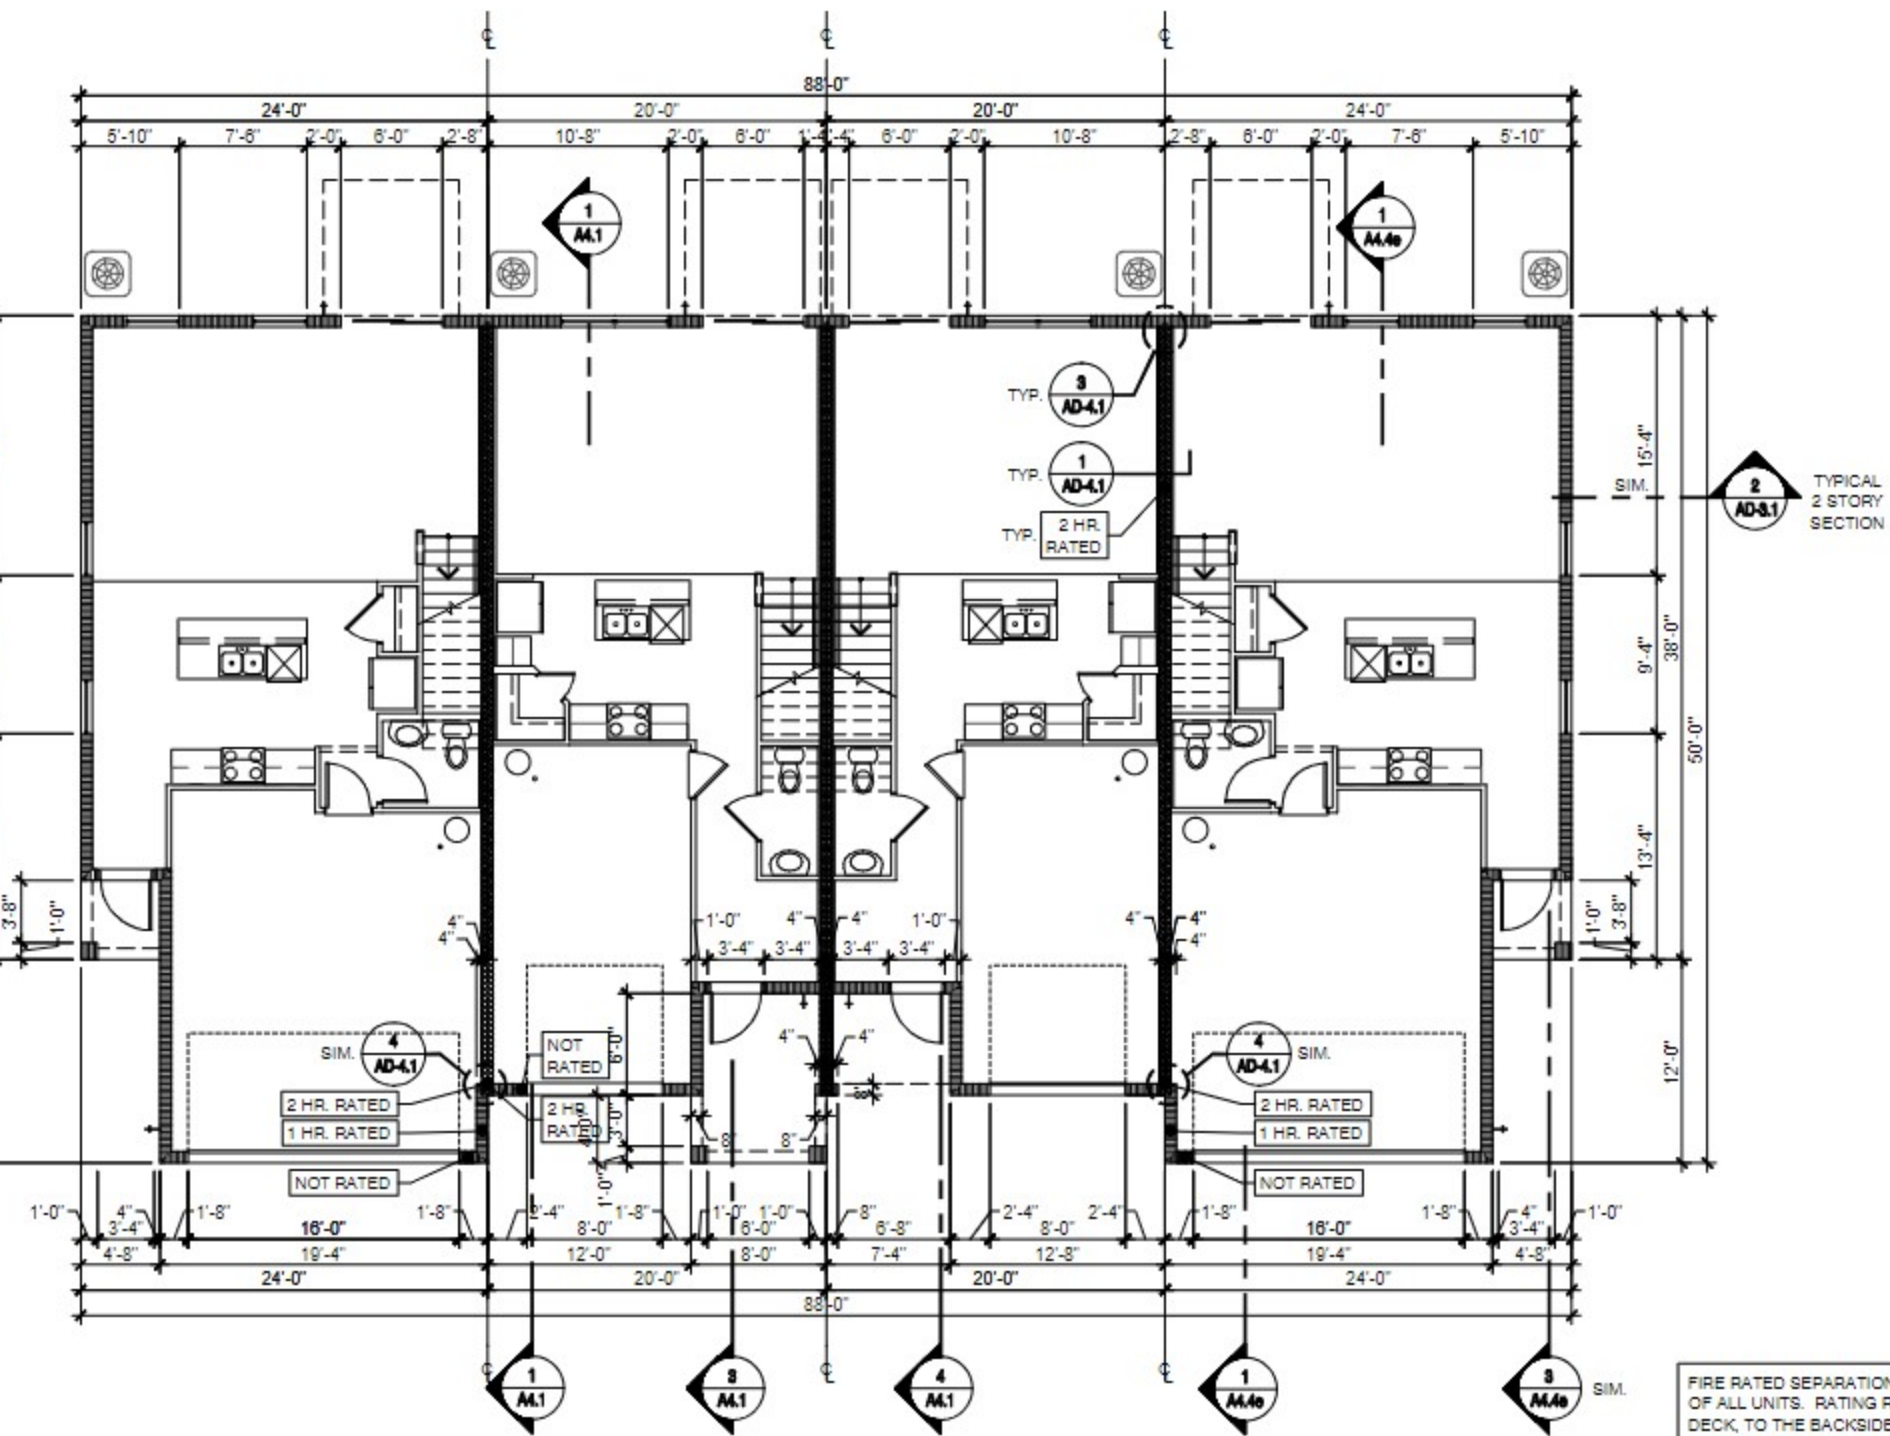 ℄ ℄ ℄
88'-0"
24'-0" 20'-0" 20'-0" 24'-0"
5'-10" 7'-6" 2'-0" 6'-0" 2'-8" 10'-8" 2'-0" 6'-0" 1'-4" 6'-0" 2'-0" 10'-8" 2'-8" 6'-0" 2'-0" 7'-6" 5'-10"
1
A4.1
1
A4.4e
TYP. 3
AD-4.1
TYP. 1
AD-4.1
TYP. 2 HR.
RATED
15'-4"
SIM.
2
AD-3.1
TYPICAL
2 STORY
SECTION
9'-4"
38'-0"
50'-0"
13'-4"
12'-0"
3'-8" 1'-0"
1'-0" 3'-8"
4"
4"
1'-0" 4" 4" 1'-0"
3'-4" 3'-4" 3'-4" 3'-4"
4" 4"
4"
4" 4"
SIM. 4
AD-4.1
NOT
RATED
6'-0"
4
AD-4.1 SIM.
2 HR. RATED
1 HR. RATED
NOT RATED
2 HR.
RATED
3'-0"
1'-0"
8" 8"
8"
2 HR. RATED
1 HR. RATED
NOT RATED
1'-0" 4" 1'-8" 1'-8" 2'-4" 1'-8" 1'-0" 1'-0" 8" 2'-4" 2'-4" 1'-8" 1'-8" 4" 1'-0"
3'-4" 16'-0" 8'-0" 6'-0" 6'-8" 8'-0" 16'-0" 3'-4"
4'-8" 19'-4" 12'-0" 8'-0" 7'-4" 12'-8" 19'-4" 4'-8"
24'-0" 20'-0" 20'-0" 24'-0"
88'-0"
℄ ℄ ℄
1
A4.1
3
A4.1
4
A4.1
1
A4.4e
3
A4.4e
SIM.
FIRE RATED SEPARATION
OF ALL UNITS. RATING R
DECK, TO THE BACKSIDE